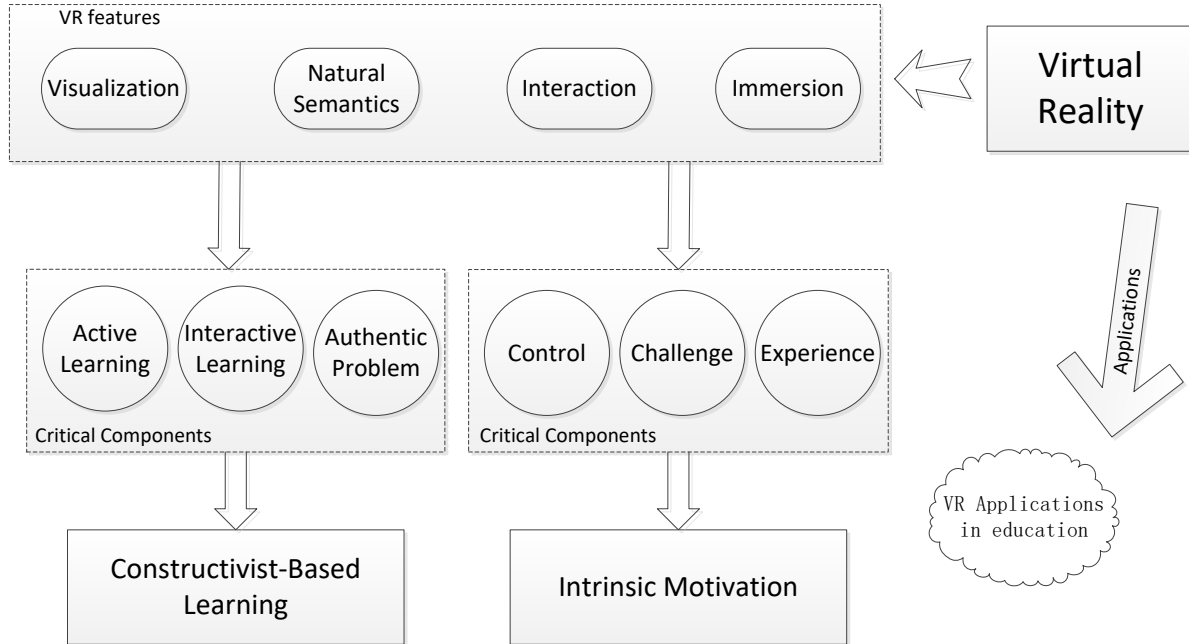 VR features
Visualization
Natural
Semantics
Interaction
Immersion
Virtual
Reality
Active
Learning
Interactive
Learning
Authentic
Problem
Critical Components
Control
Challenge
Experience
Critical Components
Applications
Constructivist-Based
Learning
Intrinsic Motivation
VR Applications
in education